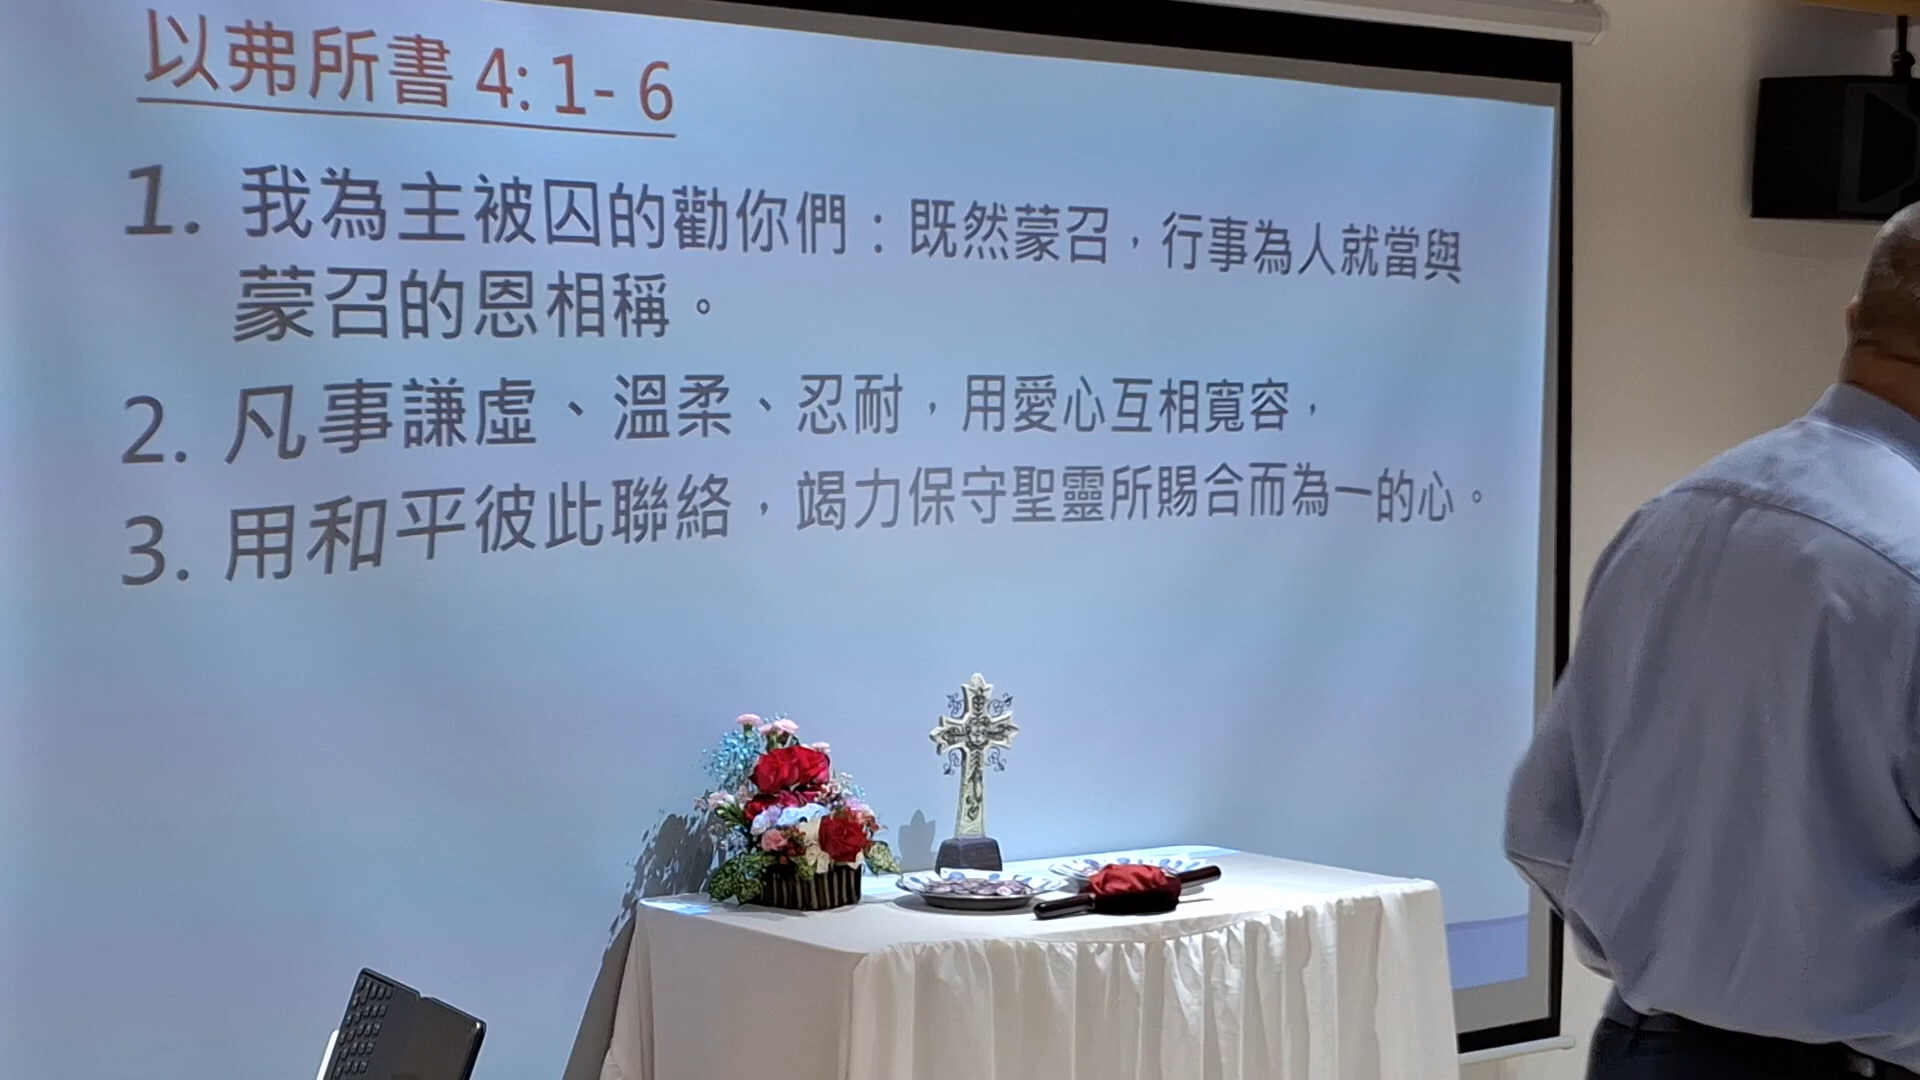 以弗所書 4: 1- 6
1. 我為主被囚的勸你們：既然蒙召，行事為人就當與
蒙召的恩相稱。
2. 凡事謙虛、溫柔、忍耐，用愛心互相寬容，
3. 用和平彼此聯絡，竭力保守聖靈所賜合而為一的心。